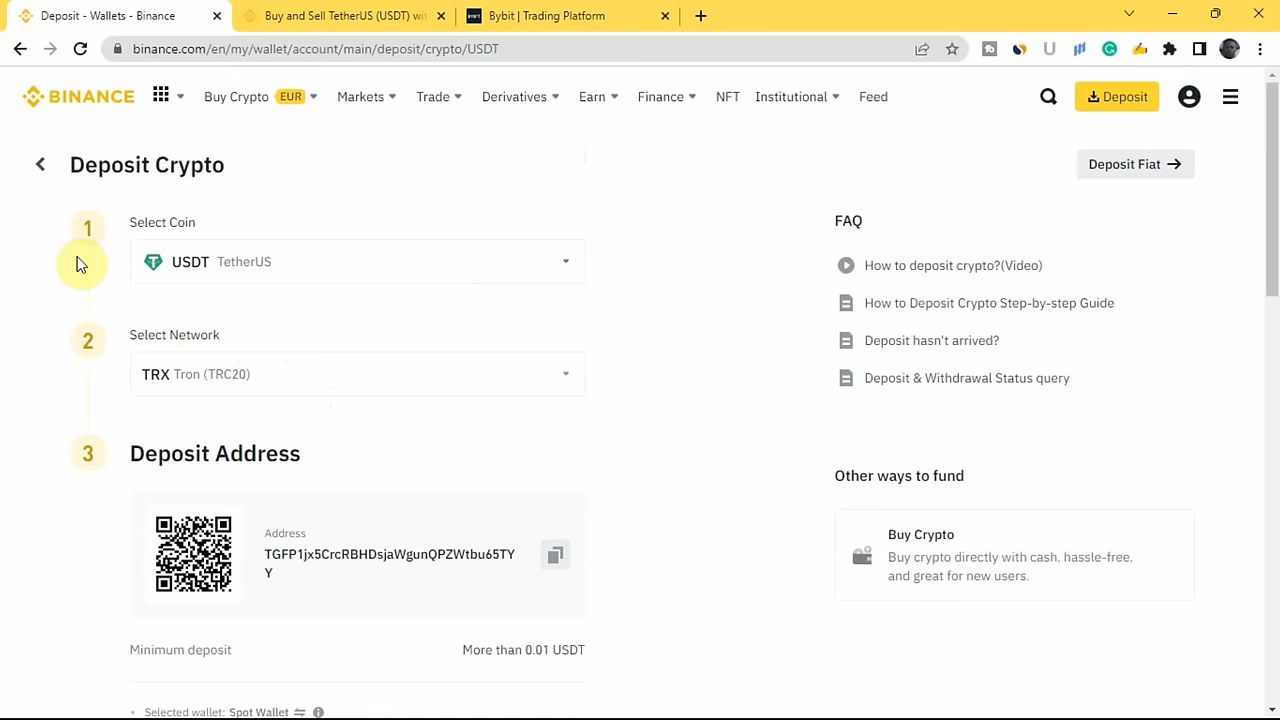 Deposit - Wallets - Binance
Buy and Sell TetherUS (USDT) wit
BYBIT Bybit | Trading Platform
binance.com/en/my/wallet/account/main/deposit/crypto/USDT
BINANCE Buy Crypto EUR Markets Trade Derivatives Earn Finance NFT Institutional Feed Deposit
Deposit Crypto
Deposit Fiat
1 Select Coin
USDT TetherUS
2 Select Network
TRX Tron (TRC20)
3 Deposit Address
Address
TGFP1jx5CrcRBHDsjaWgunQPZWtbu65TY
Y
Minimum deposit More than 0.01 USDT
Selected wallet: Spot Wallet
FAQ
How to deposit crypto?(Video)
How to Deposit Crypto Step-by-step Guide
Deposit hasn't arrived?
Deposit & Withdrawal Status query
Other ways to fund
Buy Crypto
Buy crypto directly with cash, hassle-free,
and great for new users.